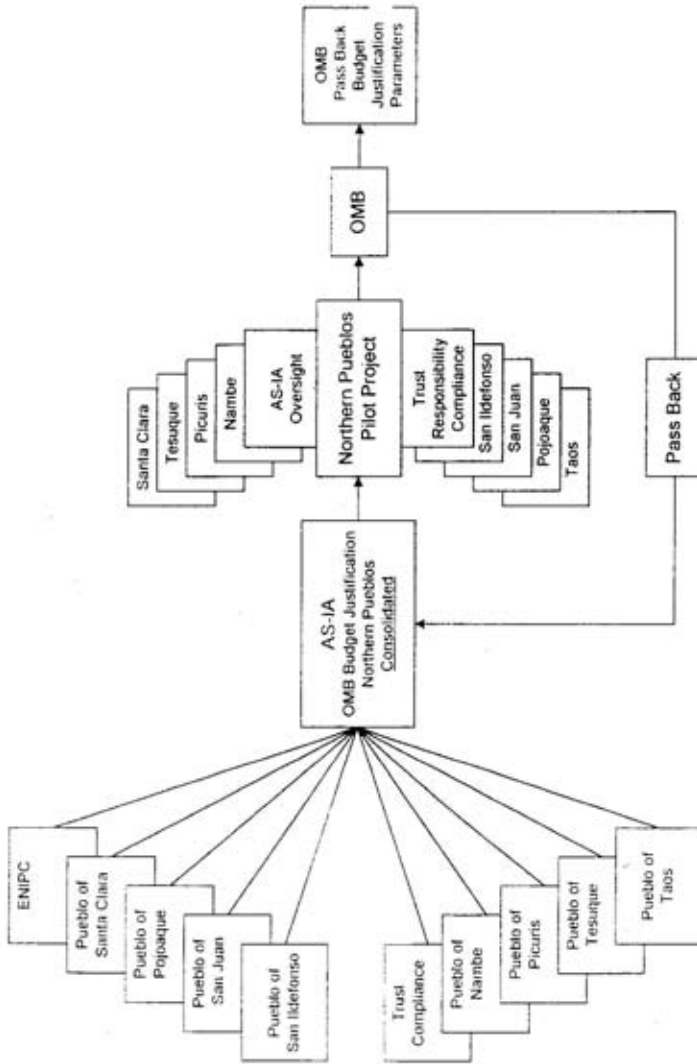 ENIPC
Pueblo of
Santa Clara
Pueblo of
Pojoaque
Pueblo of
San Juan
Pueblo of
San Ildefonso
Trust
Compliance
Pueblo of
Nambe
Pueblo of
Picuris
Pueblo of
Tesuque
Pueblo of
Taos
AS-IA
OMB Budget Justification
Northern Pueblos
Consolidated
Santa Clara
Tesuque
Picuris
Nambe
AS-IA
Oversight
Northern Pueblos
Pilot Project
Trust
Responsibility
Compliance
San Ildefonso
San Juan
Pojoaque
Taos
OMB
OMB
Pass Back
Budget
Justification
Parameters
Pass Back